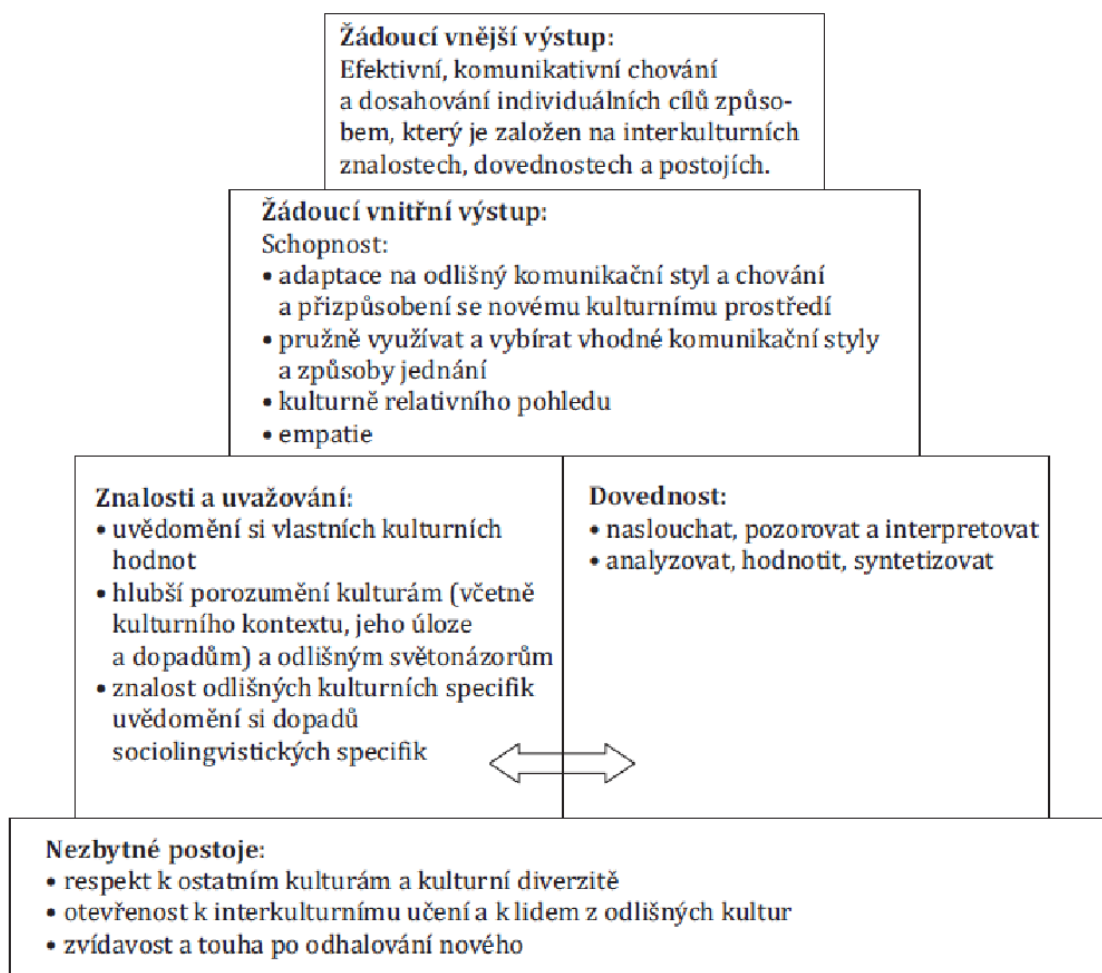 Žádoucí vnější výstup:
Efektivní, komunikativní chování
a dosahování individuálních cílů způso-
bem, který je založen na interkulturních
znalostech, dovednostech a postojích.
Žádoucí vnitřní výstup:
Schopnost:
• adaptace na odlišný komunikační styl a chování
a přizpůsobení se novému kulturnímu prostředí
• pružně využívat a vybírat vhodné komunikační styly
a způsoby jednání
• kulturně relativního pohledu
• empatie
Znalosti a uvažování:
• uvědomění si vlastních kulturních
hodnot
• hlubší porozumění kulturám (včetně
kulturního kontextu, jeho úloze
a dopadům) a odlišným světonázorům
• znalost odlišných kulturních specifik
uvědomění si dopadů
sociolingvistických specifik
Dovednost:
• naslouchat, pozorovat a interpretovat
• analyzovat, hodnotit, syntetizovat
Nezbytné postoje:
• respekt k ostatním kulturám a kulturní diverzitě
• otevřenost k interkulturnímu učení a k lidem z odlišných kultur
• zvídavost a touha po odhalování nového